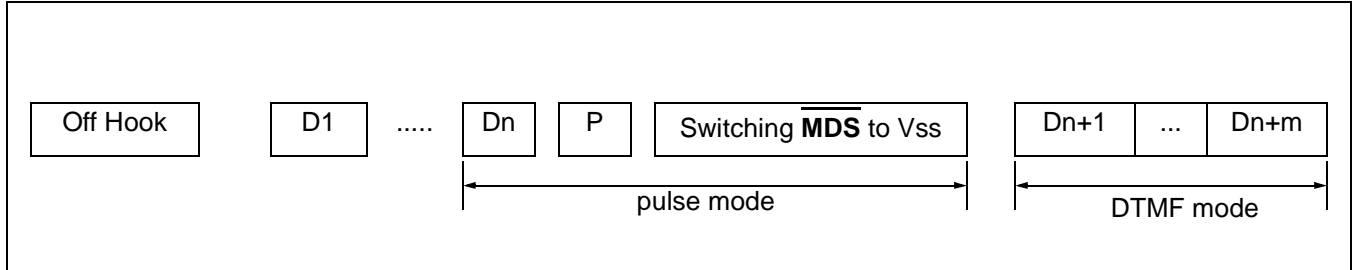 Off Hook D1 ..... Dn P Switching MDS to Vss Dn+1 ... Dn+m
pulse mode
DTMF mode